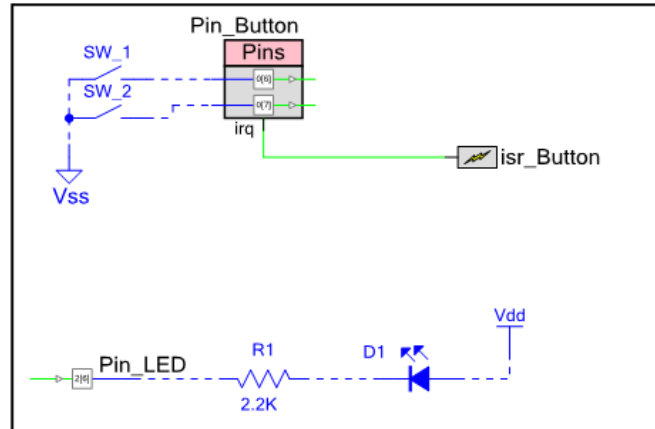 Pin_Button
Pins
SW_1
0[6]
SW_2
0[7]
irq
isr_Button
Vss
Vdd
R1
D1
Pin_LED
2[6]
2.2K